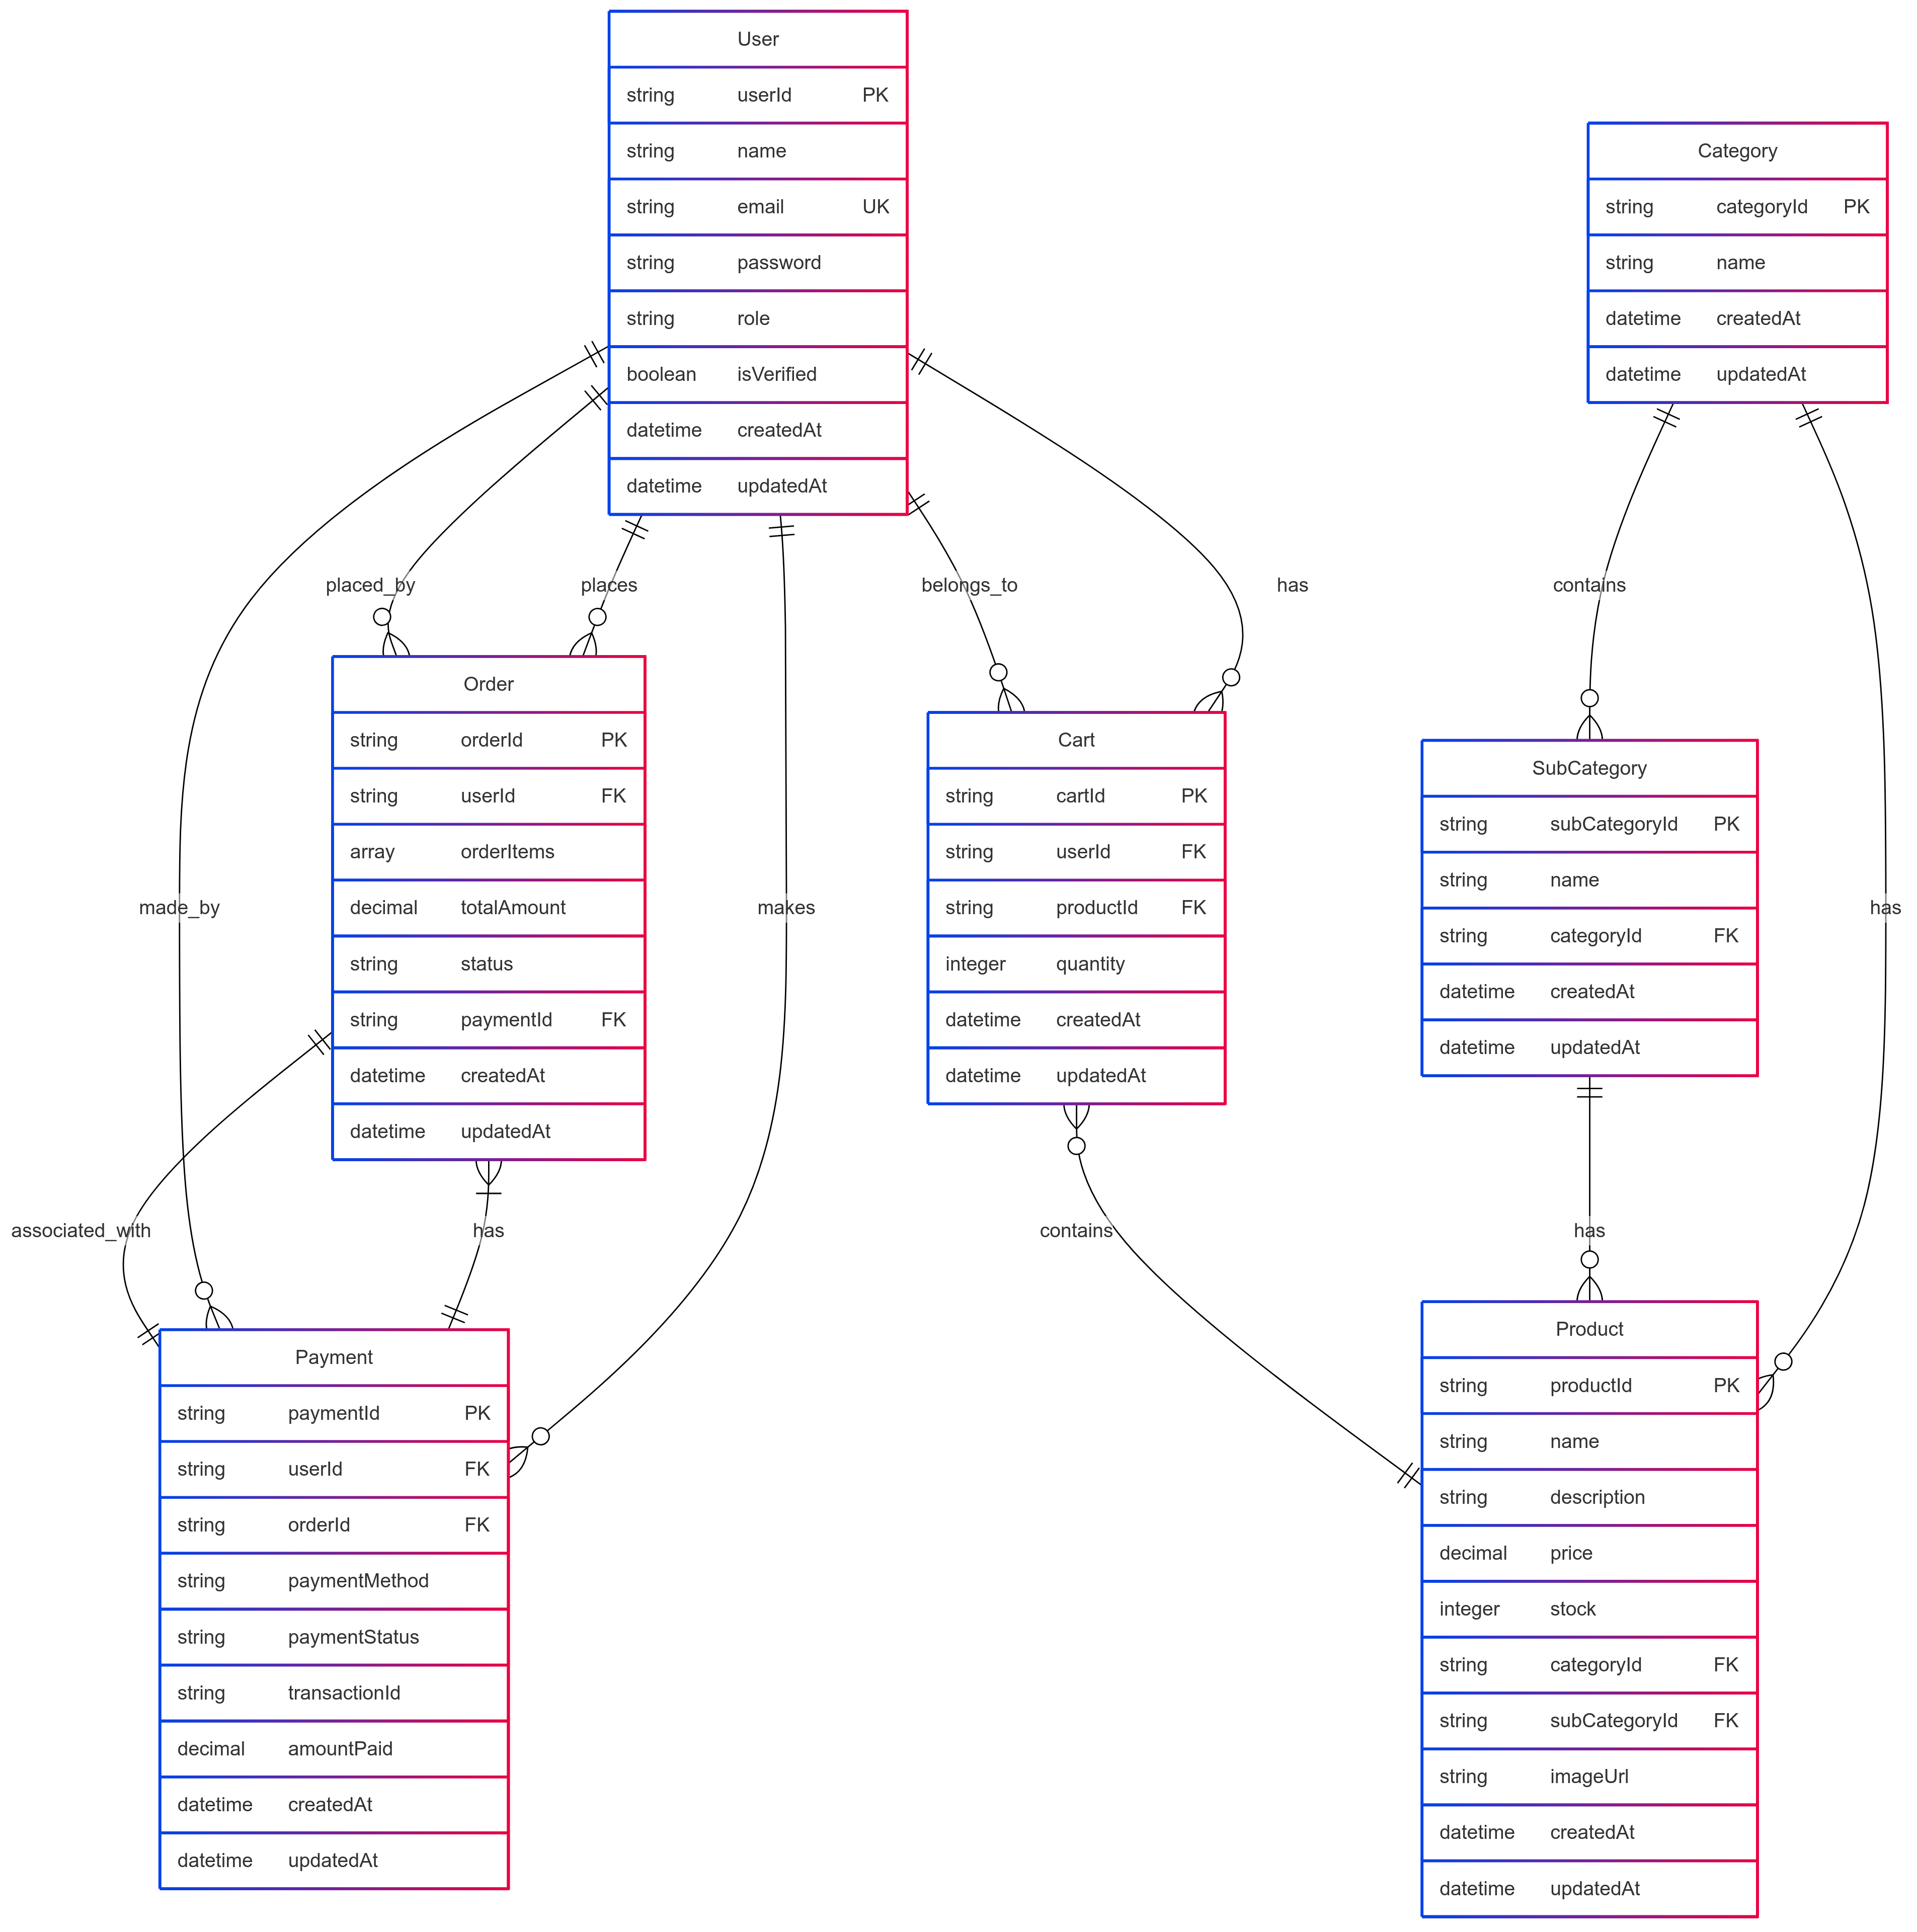 User
string userId PK
string name
string email UK
string password
string role
boolean isVerified
datetime createdAt
datetime updatedAt
Category
string categoryId PK
string name
datetime createdAt
datetime updatedAt
placed_by
places
belongs_to
has
contains
Order
string orderId PK
string userId FK
array orderItems
decimal totalAmount
string status
string paymentId FK
datetime createdAt
datetime updatedAt
Cart
string cartId PK
string userId FK
string productId FK
integer quantity
datetime createdAt
datetime updatedAt
SubCategory
string subCategoryId PK
string name
string categoryId FK
datetime createdAt
datetime updatedAt
made_by
makes
has
associated_with
has
contains
has
Payment
string paymentId PK
string userId FK
string orderId FK
string paymentMethod
string paymentStatus
string transactionId
decimal amountPaid
datetime createdAt
datetime updatedAt
Product
string productId PK
string name
string description
decimal price
integer stock
string categoryId FK
string subCategoryId FK
string imageUrl
datetime createdAt
datetime updatedAt